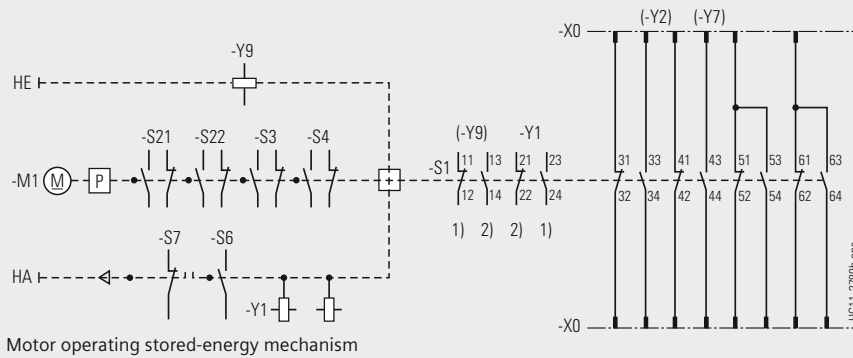 (-Y2) (-Y7)
-X0
-Y9
HE
-S21 -S22 -S3 -S4 (-Y9) -Y1
-M1 M P -S1 11 13 21 23 31 33 41 43 51 53 61 63
12 14 22 24 32 34 42 44 52 54 62 64
1) 2) 2) 1)
-S7 -S6
HA
-Y1
-X0
Motor operating stored-energy mechanism